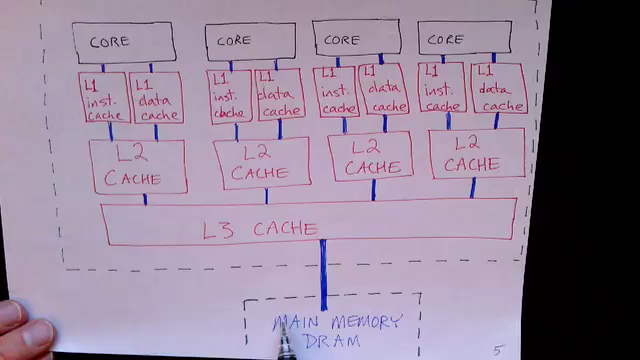 CORE
CORE
CORE
CORE
L1
inst.
cache
L1
data
cache
L1
inst.
cache
L1
data
cache
L1
inst.
cache
L1
data
cache
L1
inst.
cache
L1
data
cache
L2
CACHE
L2
CACHE
L2
CACHE
L2
CACHE
L3 CACHE
MAIN MEMORY
DRAM
5